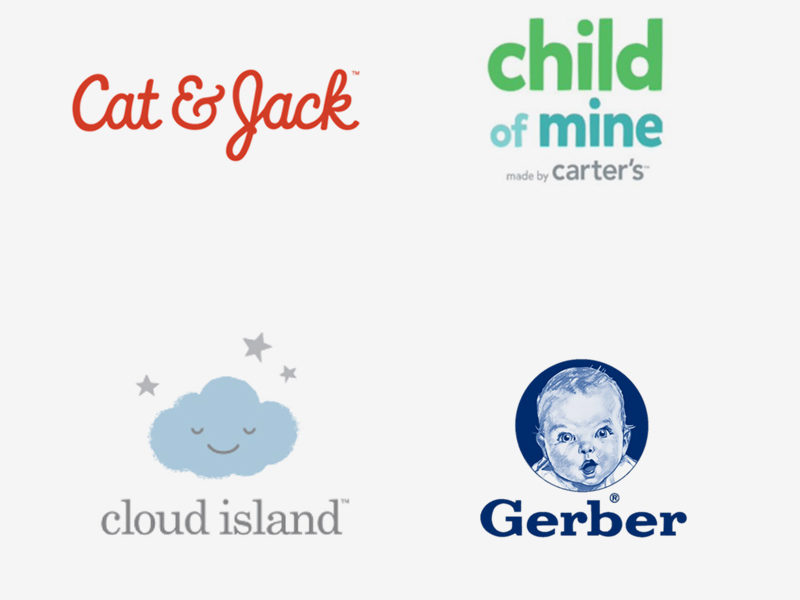 Cat & Jack™
child
of mine
made by carter's™
cloud island™
Gerber®